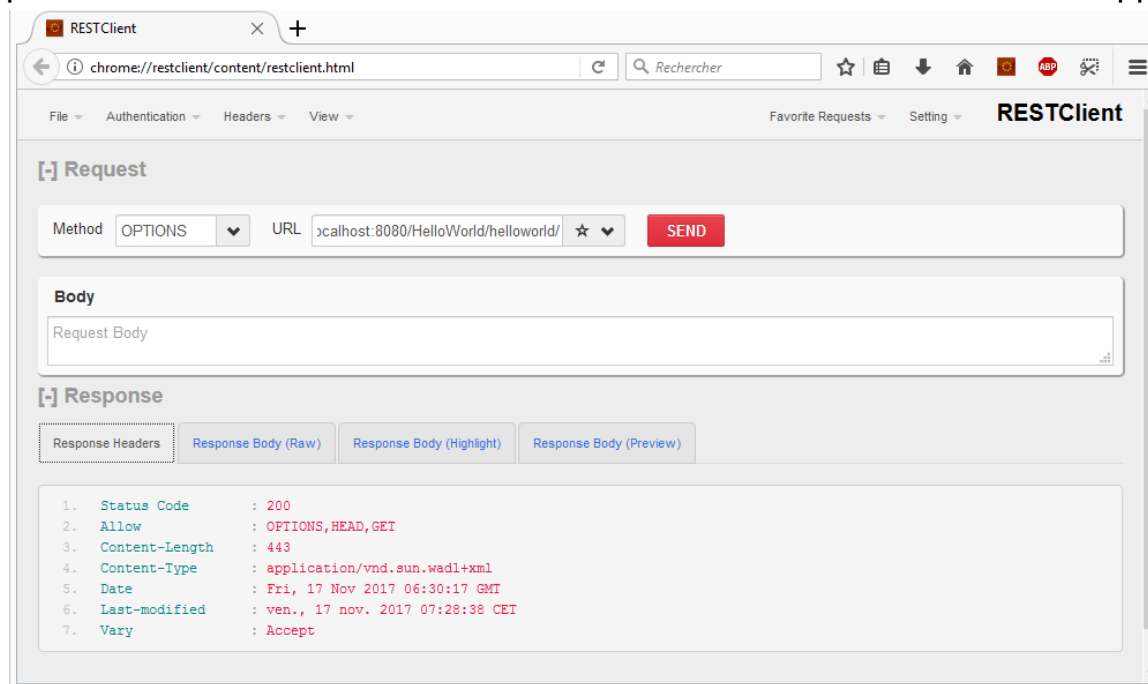 RESTClient
chrome://restclient/content/restclient.html Rechercher ABP
File Authentication Headers View Favorite Requests Setting RESTClient
[-] Request
Method OPTIONS URL ocalhost:8080/HelloWorld/helloworld/ SEND
Body
Request Body
[-] Response
Response Headers Response Body (Raw) Response Body (Highlight) Response Body (Preview)
1. Status Code : 200
2. Allow : OPTIONS,HEAD,GET
3. Content-Length : 443
4. Content-Type : application/vnd.sun.wadl+xml
5. Date : Fri, 17 Nov 2017 06:30:17 GMT
6. Last-modified : ven., 17 nov. 2017 07:28:38 CET
7. Vary : Accept